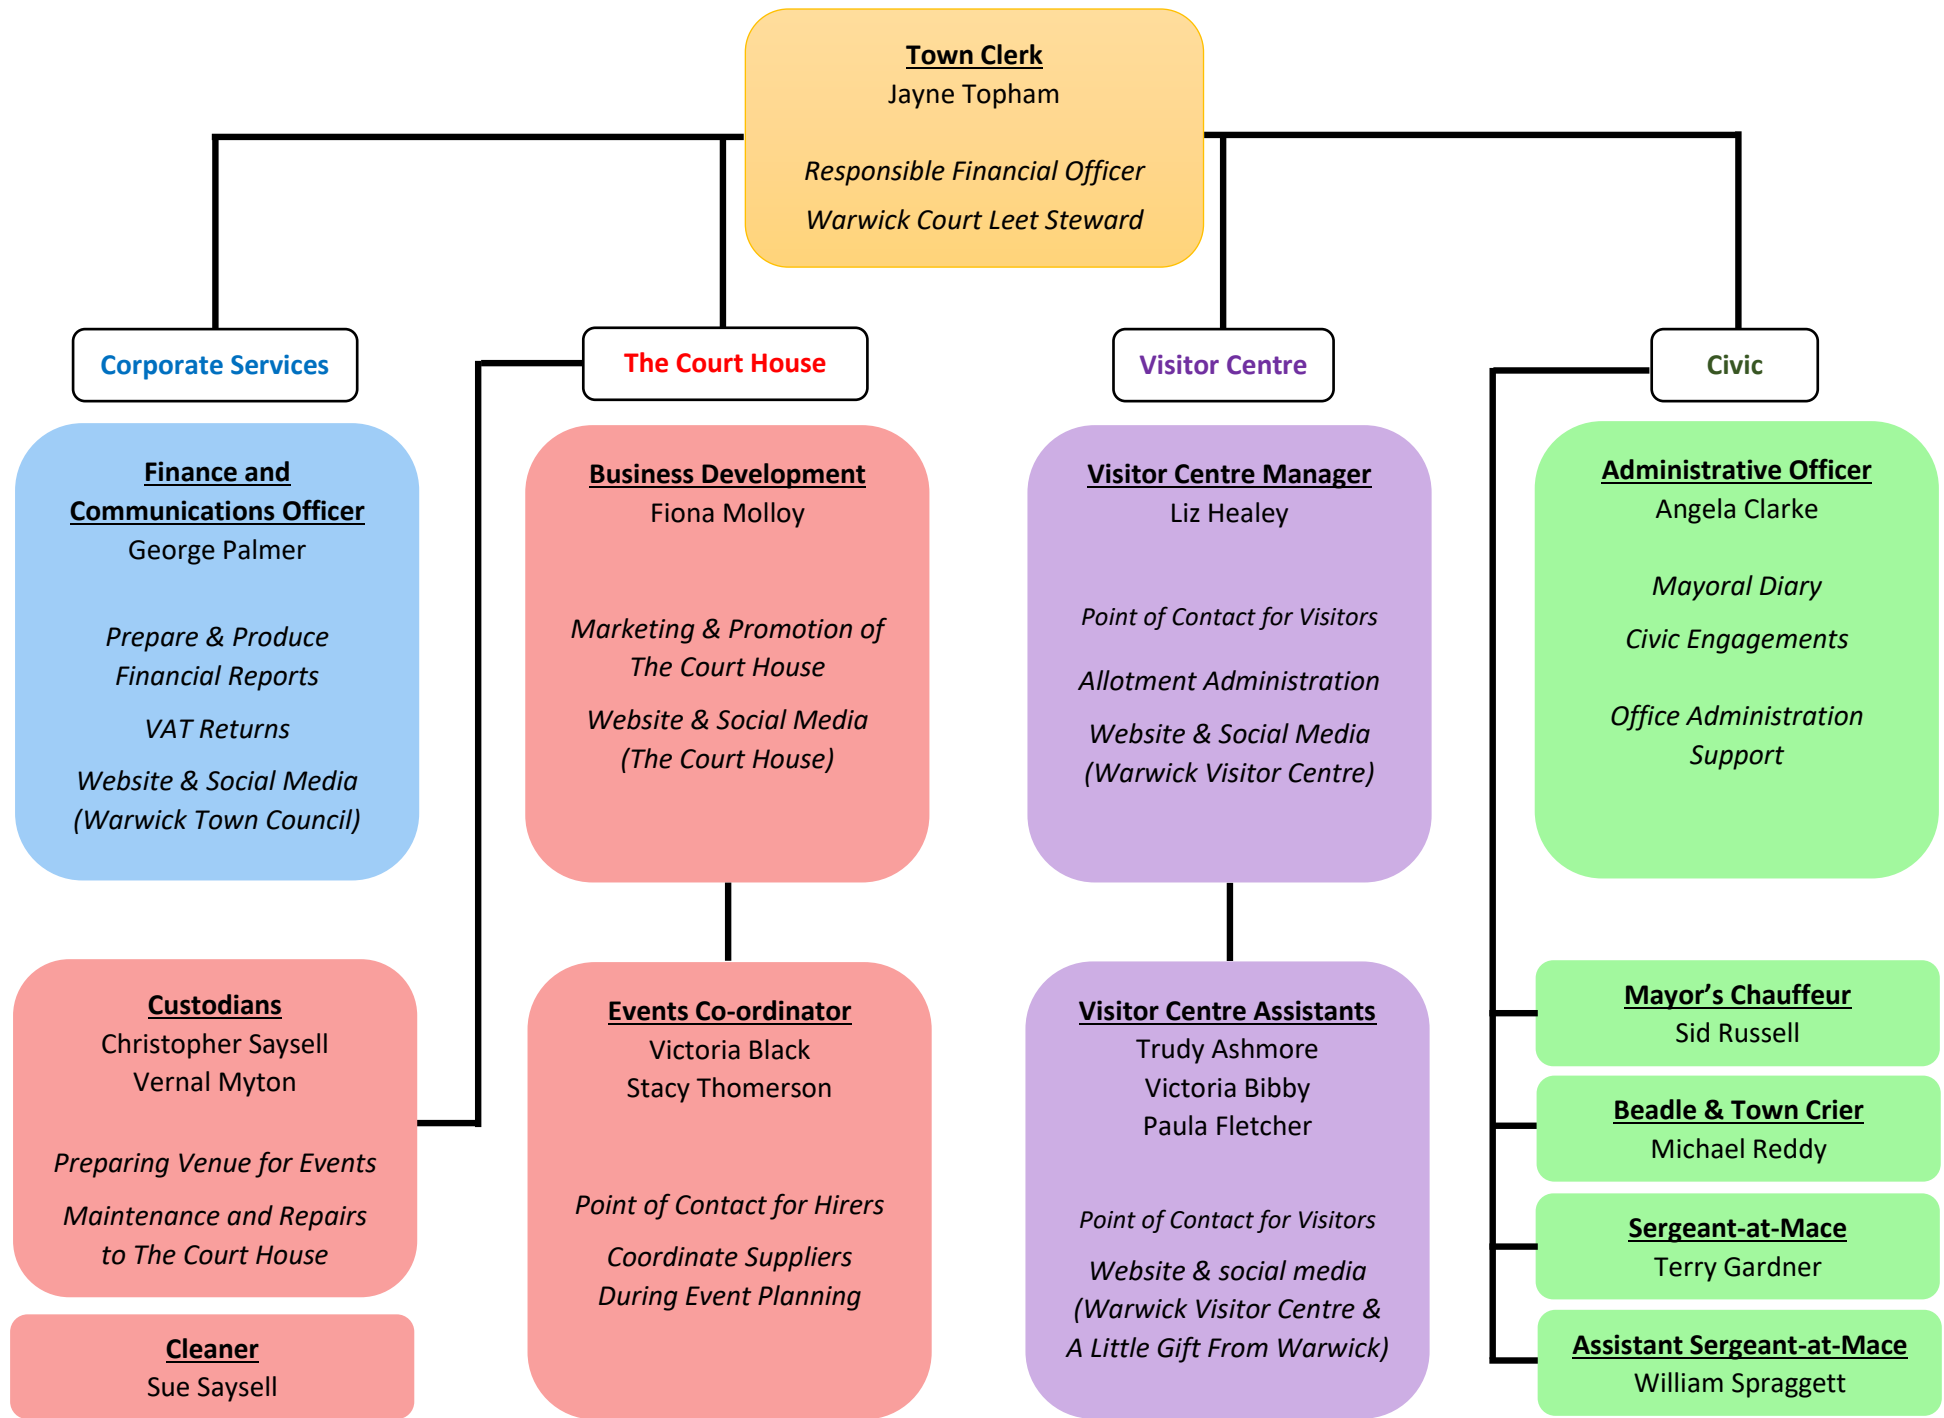 Town Clerk
Jayne Topham
Responsible Financial Officer
Warwick Court Leet Steward
Corporate Services
The Court House
Visitor Centre
Civic
Finance and
Communications Officer
George Palmer
Prepare & Produce
Financial Reports
VAT Returns
Website & Social Media
(Warwick Town Council)
Business Development
Fiona Molloy
Marketing & Promotion of
The Court House
Website & Social Media
(The Court House)
Visitor Centre Manager
Liz Healey
Point of Contact for Visitors
Allotment Administration
Website & Social Media
(Warwick Visitor Centre)
Administrative Officer
Angela Clarke
Mayoral Diary
Civic Engagements
Office Administration
Support
Custodians
Christopher Saysell
Vernal Myton
Preparing Venue for Events
Maintenance and Repairs
to The Court House
Cleaner
Sue Saysell
Events Co-ordinator
Victoria Black
Stacy Thomerson
Point of Contact for Hirers
Coordinate Suppliers
During Event Planning
Visitor Centre Assistants
Trudy Ashmore
Victoria Bibby
Paula Fletcher
Point of Contact for Visitors
Website & social media
(Warwick Visitor Centre &
A Little Gift From Warwick)
Mayor’s Chauffeur
Sid Russell
Beadle & Town Crier
Michael Reddy
Sergeant-at-Mace
Terry Gardner
Assistant Sergeant-at-Mace
William Spraggett